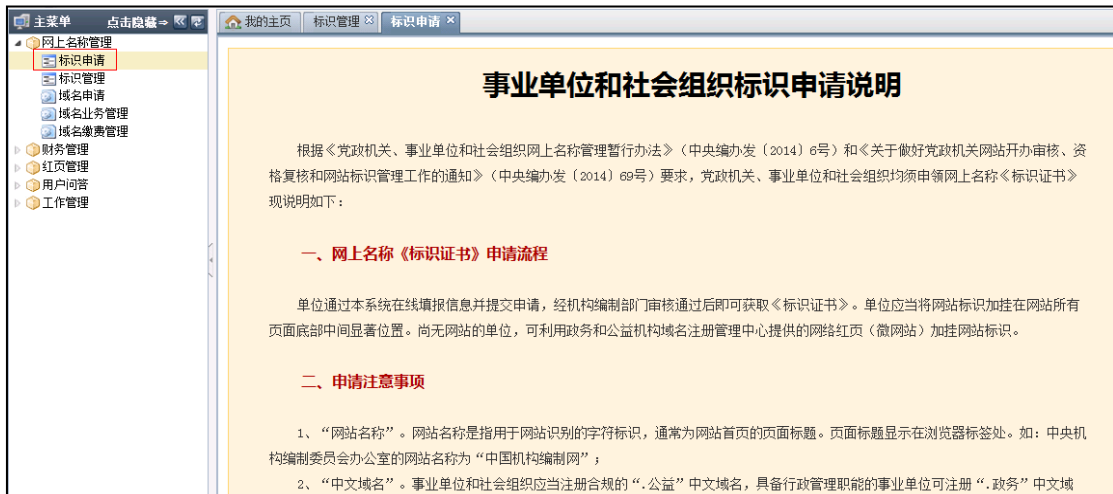 主菜单 点击隐藏⇒
网上名称管理
标识申请
标识管理
域名申请
域名业务管理
域名缴费管理
财务管理
红页管理
用户问答
工作管理
我的主页 标识管理 标识申请
事业单位和社会组织标识申请说明
根据《党政机关、事业单位和社会组织网上名称管理暂行办法》（中央编办发〔2014〕6号）和《关于做好党政机关网站开办审核、资
格复核和网站标识管理工作的通知》（中央编办发〔2014〕69号）要求，党政机关、事业单位和社会组织均须申领网上名称《标识证书》
现说明如下：
一、网上名称《标识证书》申请流程
单位通过本系统在线填报信息并提交申请，经机构编制部门审核通过后即可获取《标识证书》。单位应当将网站标识加挂在网站所有
页面底部中间显著位置。尚无网站的单位，可利用政务和公益机构域名注册管理中心提供的网络红页（微网站）加挂网站标识。
二、申请注意事项
1、“网站名称”。网站名称是指用于网站识别的字符标识，通常为网站首页的页面标题。页面标题显示在浏览器标签处。如：中央机
构编制委员会办公室的网站名称为“中国机构编制网”；
2、“中文域名”。事业单位和社会组织应当注册合规的“.公益”中文域名，具备行政管理职能的事业单位可注册“.政务”中文域